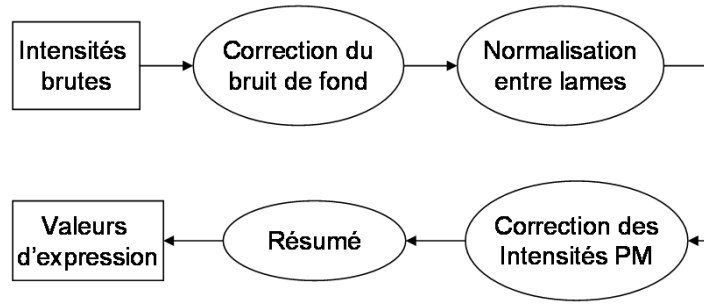 Intensités
brutes
Correction du
bruit de fond
Normalisation
entre lames
Correction des
Intensités PM
Résumé
Valeurs
d'expression